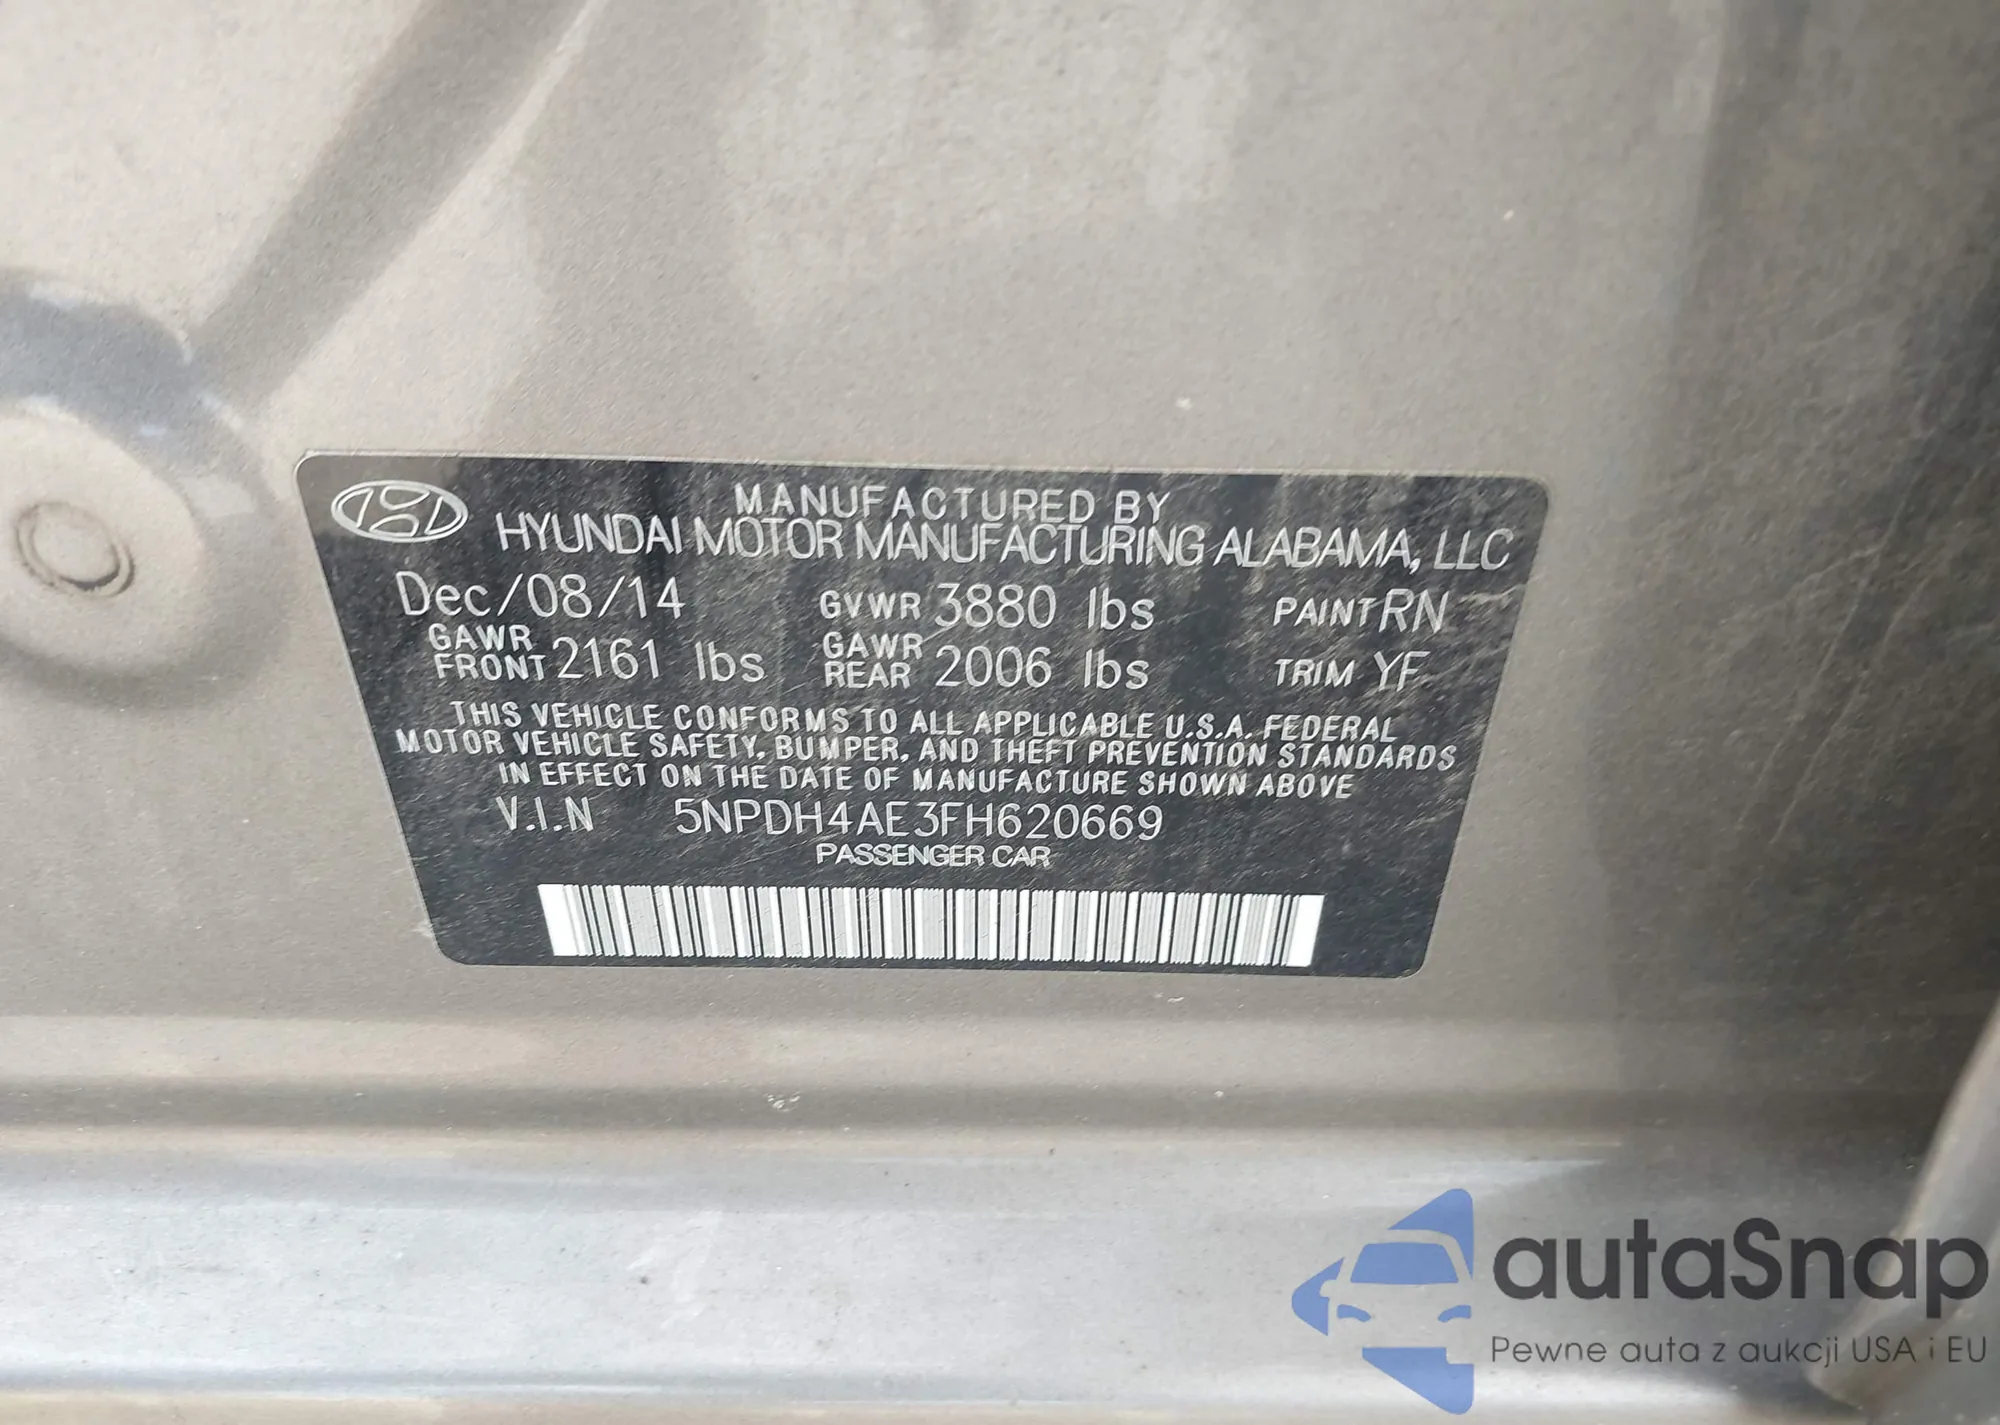 MANUFACTURED BY
HYUNDAI MOTOR MANUFACTURING ALABAMA, LLC
Dec/08/14 GVWR 3880 lbs PAINT RN
GAWR FRONT 2161 lbs GAWR REAR 2006 lbs TRIM YF
THIS VEHICLE CONFORMS TO ALL APPLICABLE U.S.A. FEDERAL
MOTOR VEHICLE SAFETY, BUMPER, AND THEFT PREVENTION STANDARDS
IN EFFECT ON THE DATE OF MANUFACTURE SHOWN ABOVE
V.I.N 5NPDH4AE3FH620669
PASSENGER CAR
autaSnap
Pewne auta z aukcji USA i EU